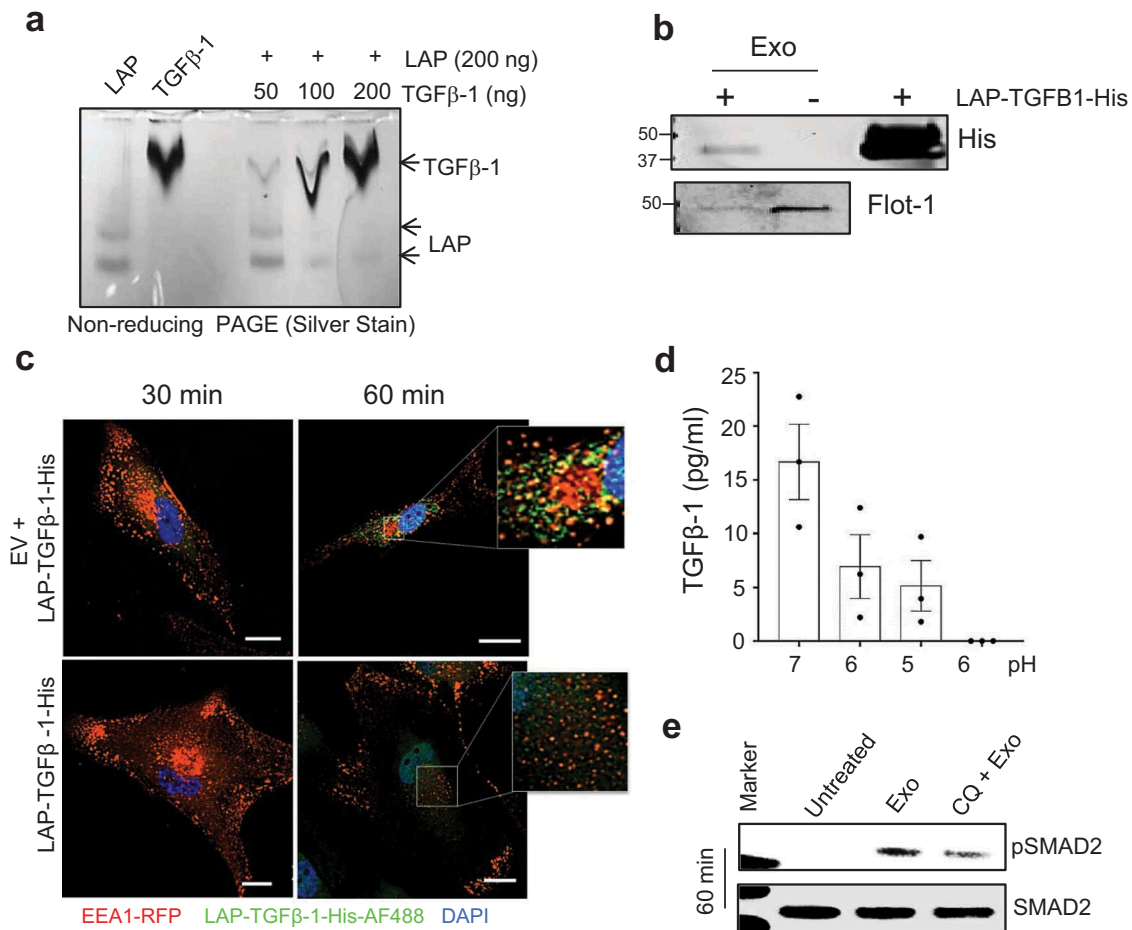 a
LAP
TGFβ-1
+ + + LAP (200 ng)
50 100 200 TGFβ-1 (ng)
TGFβ-1
LAP
Non-reducing PAGE (Silver Stain)
b
Exo
+ - + LAP-TGFB1-His
50
37
His
50
Flot-1
c
30 min 60 min
EV +
LAP-TGFβ-1-His
LAP-TGFβ -1-His
EEA1-RFP LAP-TGFβ-1-His-AF488 DAPI
d
TGFβ-1 (pg/ml)
25
20
15
10
5
0
7 6 5 6 pH
e
Marker
Untreated
Exo
CQ + Exo
60 min
pSMAD2
SMAD2